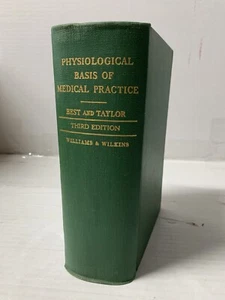 PHYSIOLOGICAL
BASIS OF
MEDICAL PRACTICE
BEST AND TAYLOR
THIRD EDITION
WILLIAMS & WILKINS